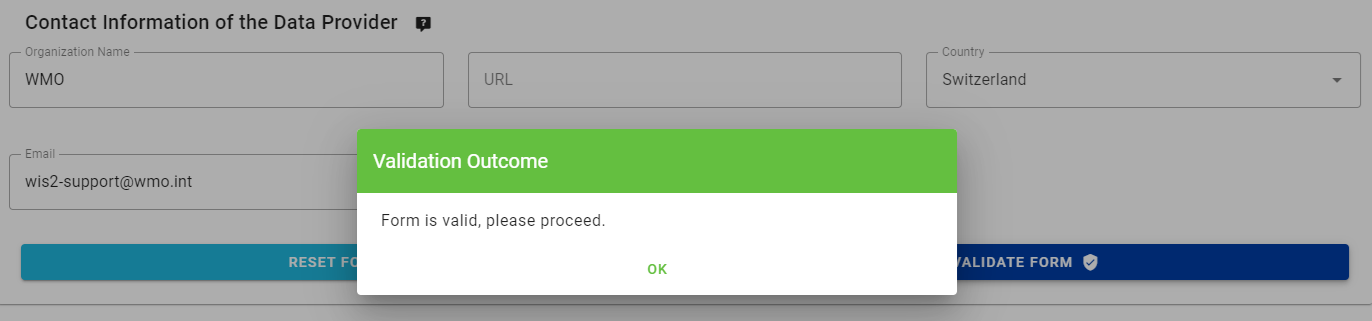 Contact Information of the Data Provider
Organization Name
WMO
URL
Country
Switzerland
Email
wis2-support@wmo.int
Validation Outcome
Form is valid, please proceed.
OK
RESET
VALIDATE FORM